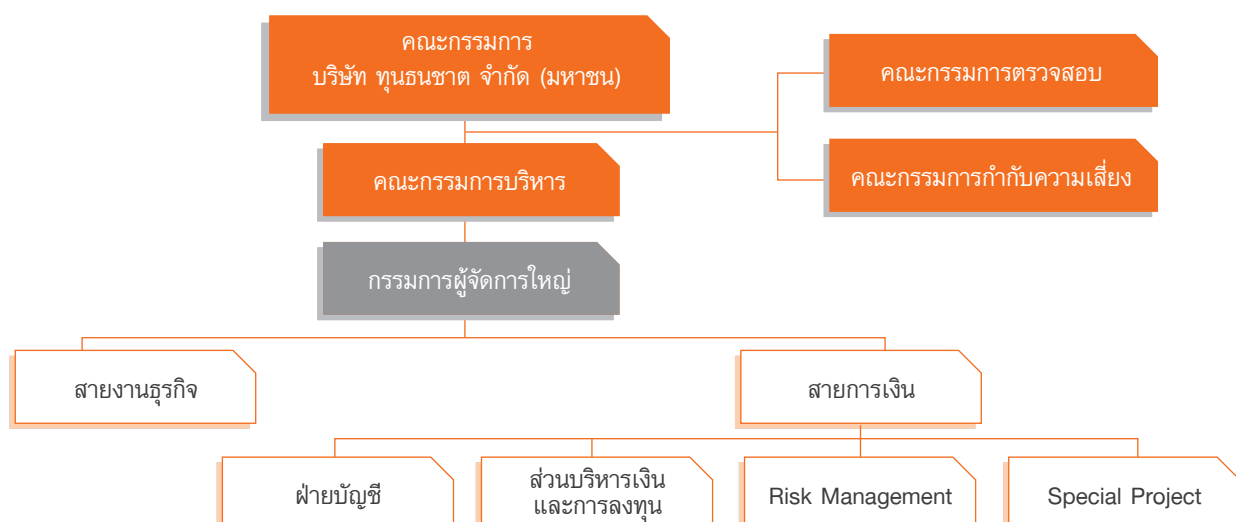 คณะกรรมการ
บริษัท ทุนธนชาต จำกัด (มหาชน)
คณะกรรมการตรวจสอบ
คณะกรรมการบริหาร
คณะกรรมการกำกับความเสี่ยง
กรรมการผู้จัดการใหญ่
สายงานธุรกิจ
สายการเงิน
ฝ่ายบัญชี
ส่วนบริหารเงิน
และการลงทุน
Risk Management
Special Project